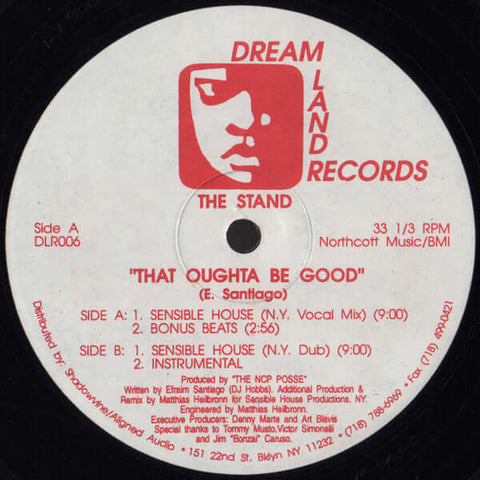 DREAM
LAND
RECORDS
THE STAND
Side A
DLR006
33 1/3 RPM
Northcott Music/BMI
"THAT OUGHTA BE GOOD"
(E. Santiago)
SIDE A: 1. SENSIBLE HOUSE (N.Y. Vocal Mix) (9:00)
2. BONUS BEATS (2:56)
SIDE B: 1. SENSIBLE HOUSE (N.Y. Dub) (9:00)
2. INSTRUMENTAL
Produced by "THE NCP POSSE"
Written by Efraim Santiago (DJ Hobbs). Additional Production &
Remix by Matthias Heilbronn for Sensible House Productions, NY.
Engineered by Matthias Heilbronn.
Executive Producers: Denny Marte and Art Blavis
Special thanks to Tommy Musto,Victor Simonelli
and Jim "Bonzai" Caruso.
Distributed by: Shadowvine/Aligned Audio • 151 22nd St. Bklyn NY 11232 • (718) 788-6969 • Fax (718) 499-0421